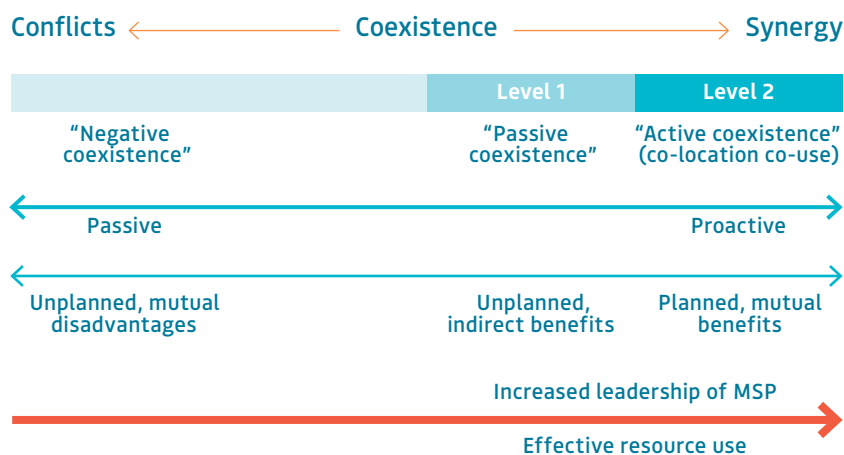 Conflicts Coexistence Synergy
Level 1 Level 2
“Negative
coexistence”
“Passive
coexistence”
“Active coexistence”
(co-location co-use)
Passive Proactive
Unplanned, mutual
disadvantages
Unplanned,
indirect benefits
Planned, mutual
benefits
Increased leadership of MSP
Effective resource use